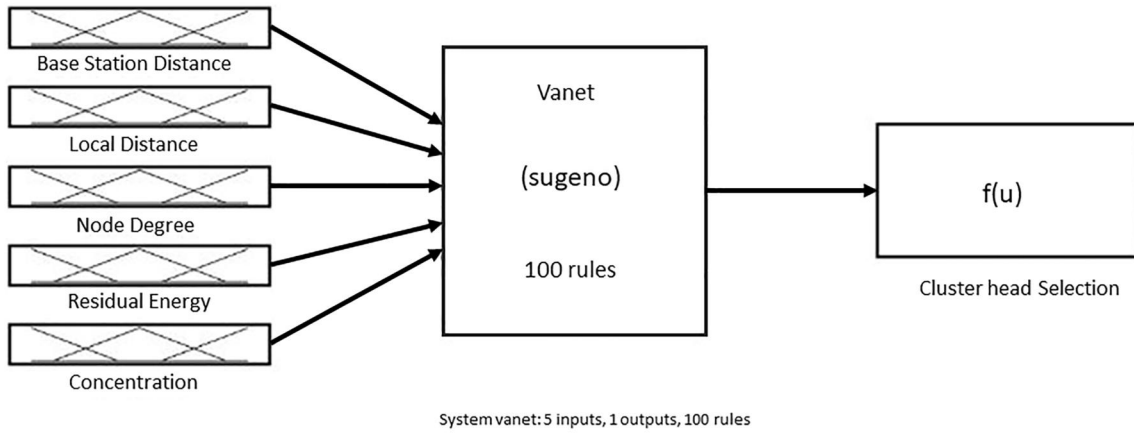 Base Station Distance
Local Distance
Node Degree
Residual Energy
Concentration
Vanet
(sugeno)
100 rules
f(u)
Cluster head Selection
System vanet: 5 inputs, 1 outputs, 100 rules